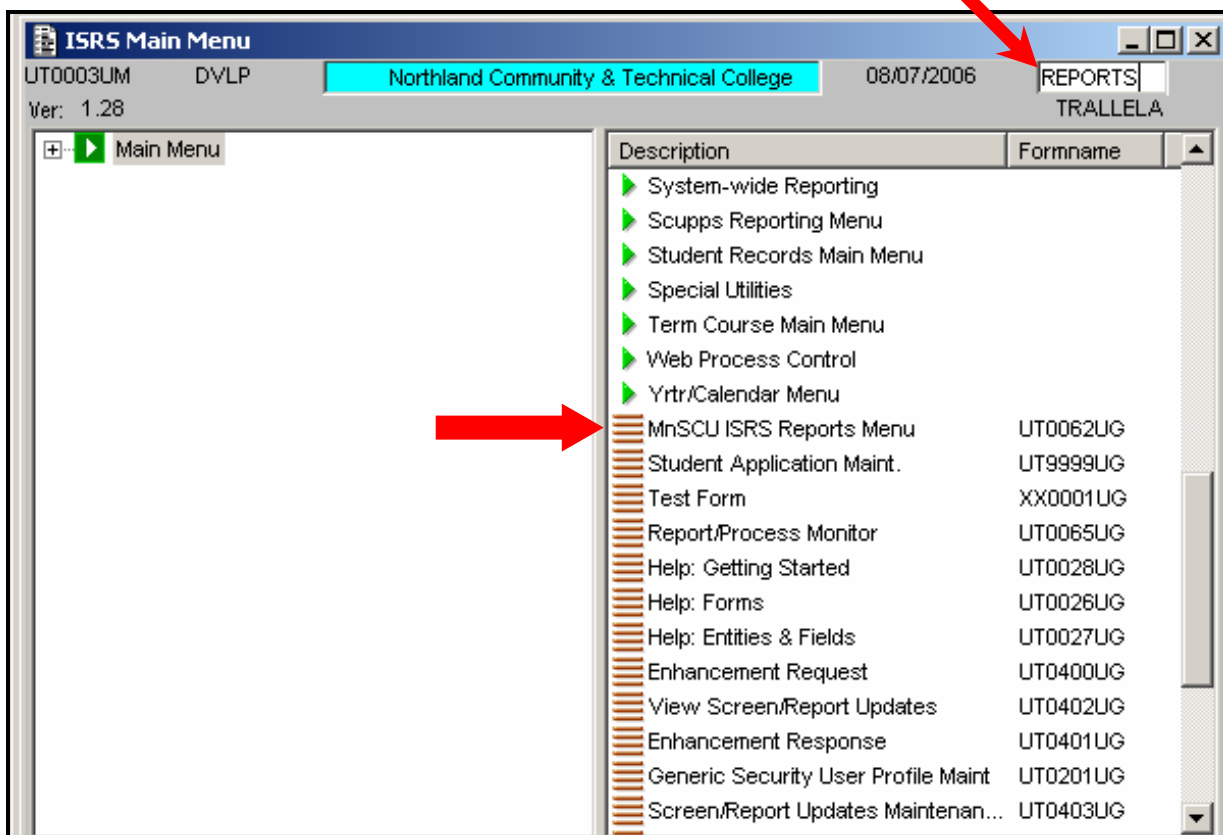 ISRS Main Menu
UT0003UM DVLP Northland Community & Technical College 08/07/2006 REPORTS
Ver: 1.28 TRALLELA
Main Menu
Description Formname
System-wide Reporting
Scupps Reporting Menu
Student Records Main Menu
Special Utilities
Term Course Main Menu
Web Process Control
Yrtr/Calendar Menu
MnSCU ISRS Reports Menu UT0062UG
Student Application Maint. UT9999UG
Test Form XX0001UG
Report/Process Monitor UT0065UG
Help: Getting Started UT0028UG
Help: Forms UT0026UG
Help: Entities & Fields UT0027UG
Enhancement Request UT0400UG
View Screen/Report Updates UT0402UG
Enhancement Response UT0401UG
Generic Security User Profile Maint UT0201UG
Screen/Report Updates Maintenan... UT0403UG